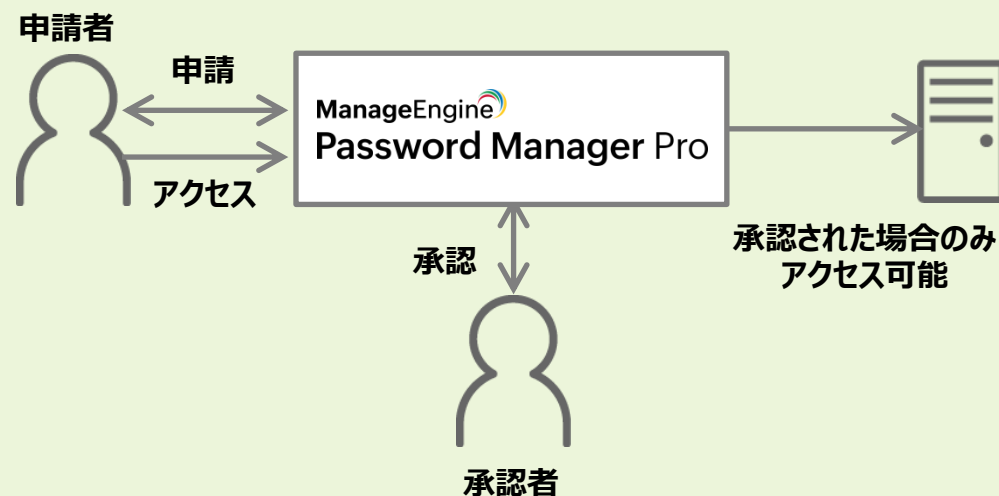 申請者
申請
アクセス
ManageEngine
Password Manager Pro
承認
承認された場合のみ
アクセス可能
承認者